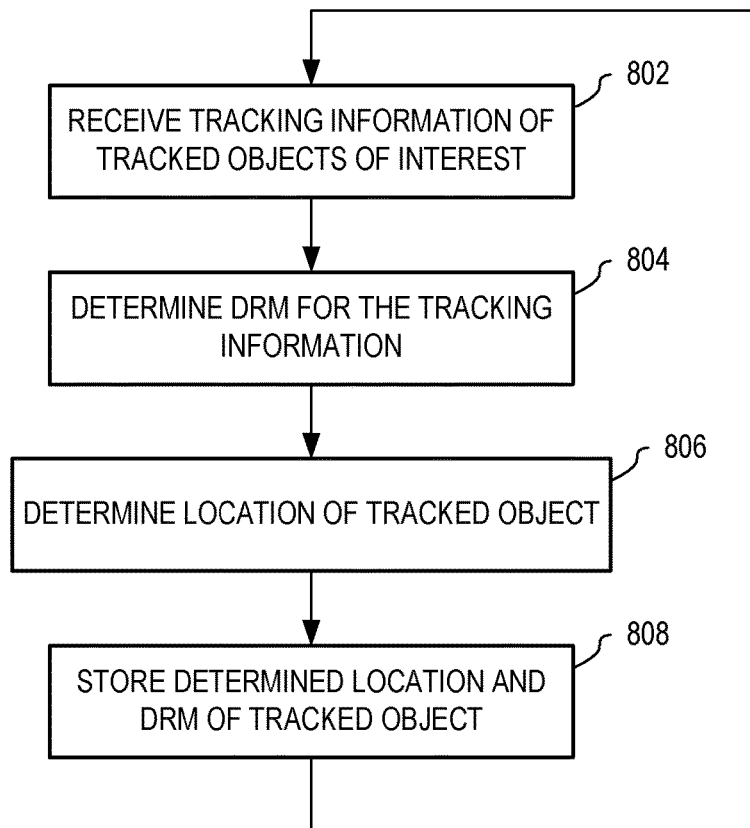 802
RECEIVE TRACKING INFORMATION OF
TRACKED OBJECTS OF INTEREST
804
DETERMINE DRM FOR THE TRACKING
INFORMATION
806
DETERMINE LOCATION OF TRACKED OBJECT
808
STORE DETERMINED LOCATION AND
DRM OF TRACKED OBJECT